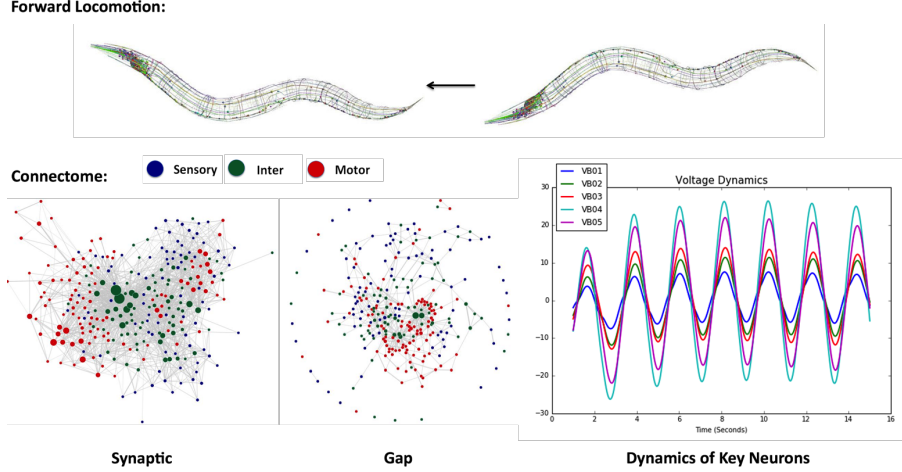 Forward Locomotion:
Connectome:
Sensory
Inter
Motor
Synaptic
Gap
VB01
VB02
VB03
VB04
VB05
Voltage Dynamics
30
20
10
0
−10
−20
−30
0 2 4 6 8 10 12 14 16
Time (Seconds)
Dynamics of Key Neurons